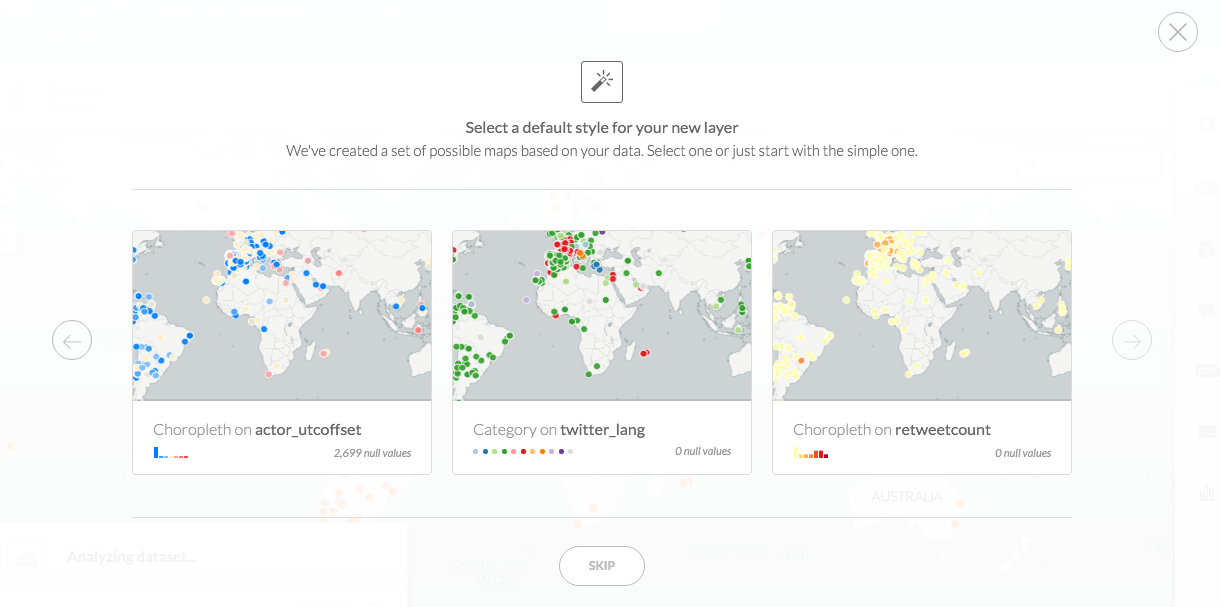 Select a default style for your new layer
We've created a set of possible maps based on your data. Select one or just start with the simple one.
Choropleth on actor_utcoffset
2,699 null values
Category on twitter_lang
0 null values
Choropleth on retweetcount
0 null values
AUSTRALIA
Analyzing dataset...
SKIP